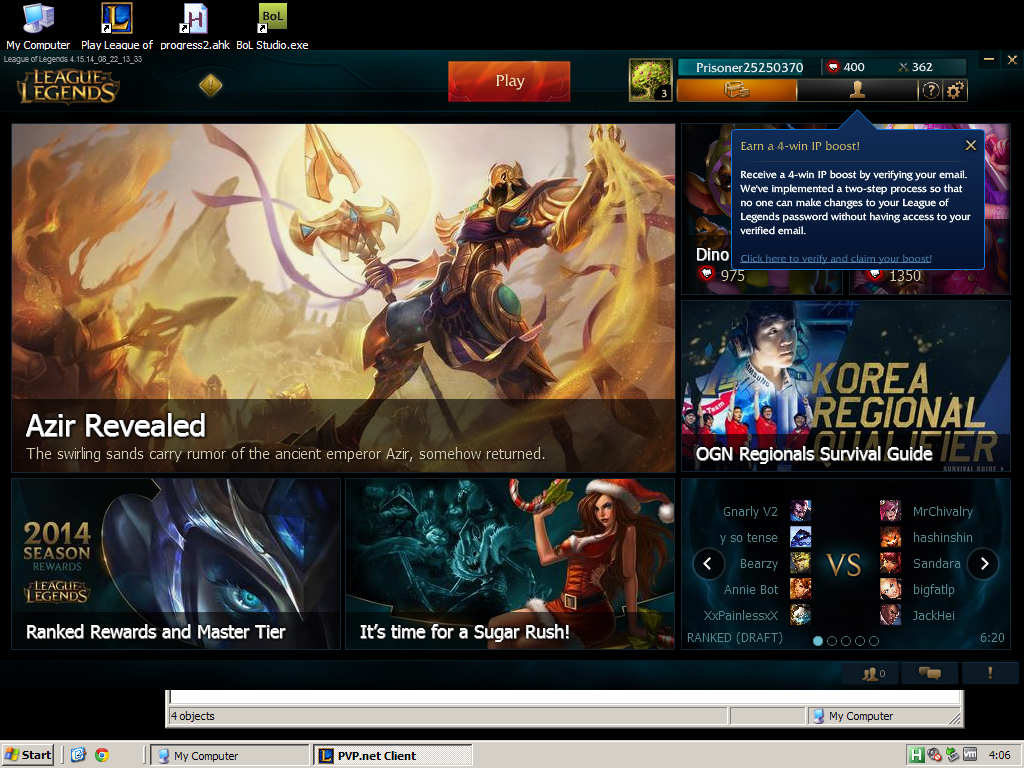 My Computer
Play League of
progress2.ahk
BoL
BoL Studio.exe
League of Legends 4.15.14_08_22_13_33
LEAGUE OF
LEGENDS
Play
3
Prisoner25250370
400
362
?
Earn a 4-win IP boost!
Receive a 4-win IP boost by verifying your email.
We've implemented a two-step process so that
no one can make changes to your League of
Legends password without having access to your
verified email.
Click here to verify and claim your boost!
Dino
975
1350
Azir Revealed
The swirling sands carry rumor of the ancient emperor Azir, somehow returned.
SAMSUNG
Team
KOREA
REGIONAL
QUALIFIER
SURVIVAL GUIDE
OGN Regionals Survival Guide
2014
SEASON
REWARDS
LEAGUE OF
LEGENDS
Ranked Rewards and Master Tier
It's time for a Sugar Rush!
Gnarly V2
MrChivalry
y so tense
hashinshin
Bearzy
VS
Sandara
Annie Bot
bigfatlp
XxPainlessxX
JackHei
RANKED (DRAFT)
6:20
0
!
4 objects
My Computer
Start
My Computer
PVP.net Client
H
vm
4:06